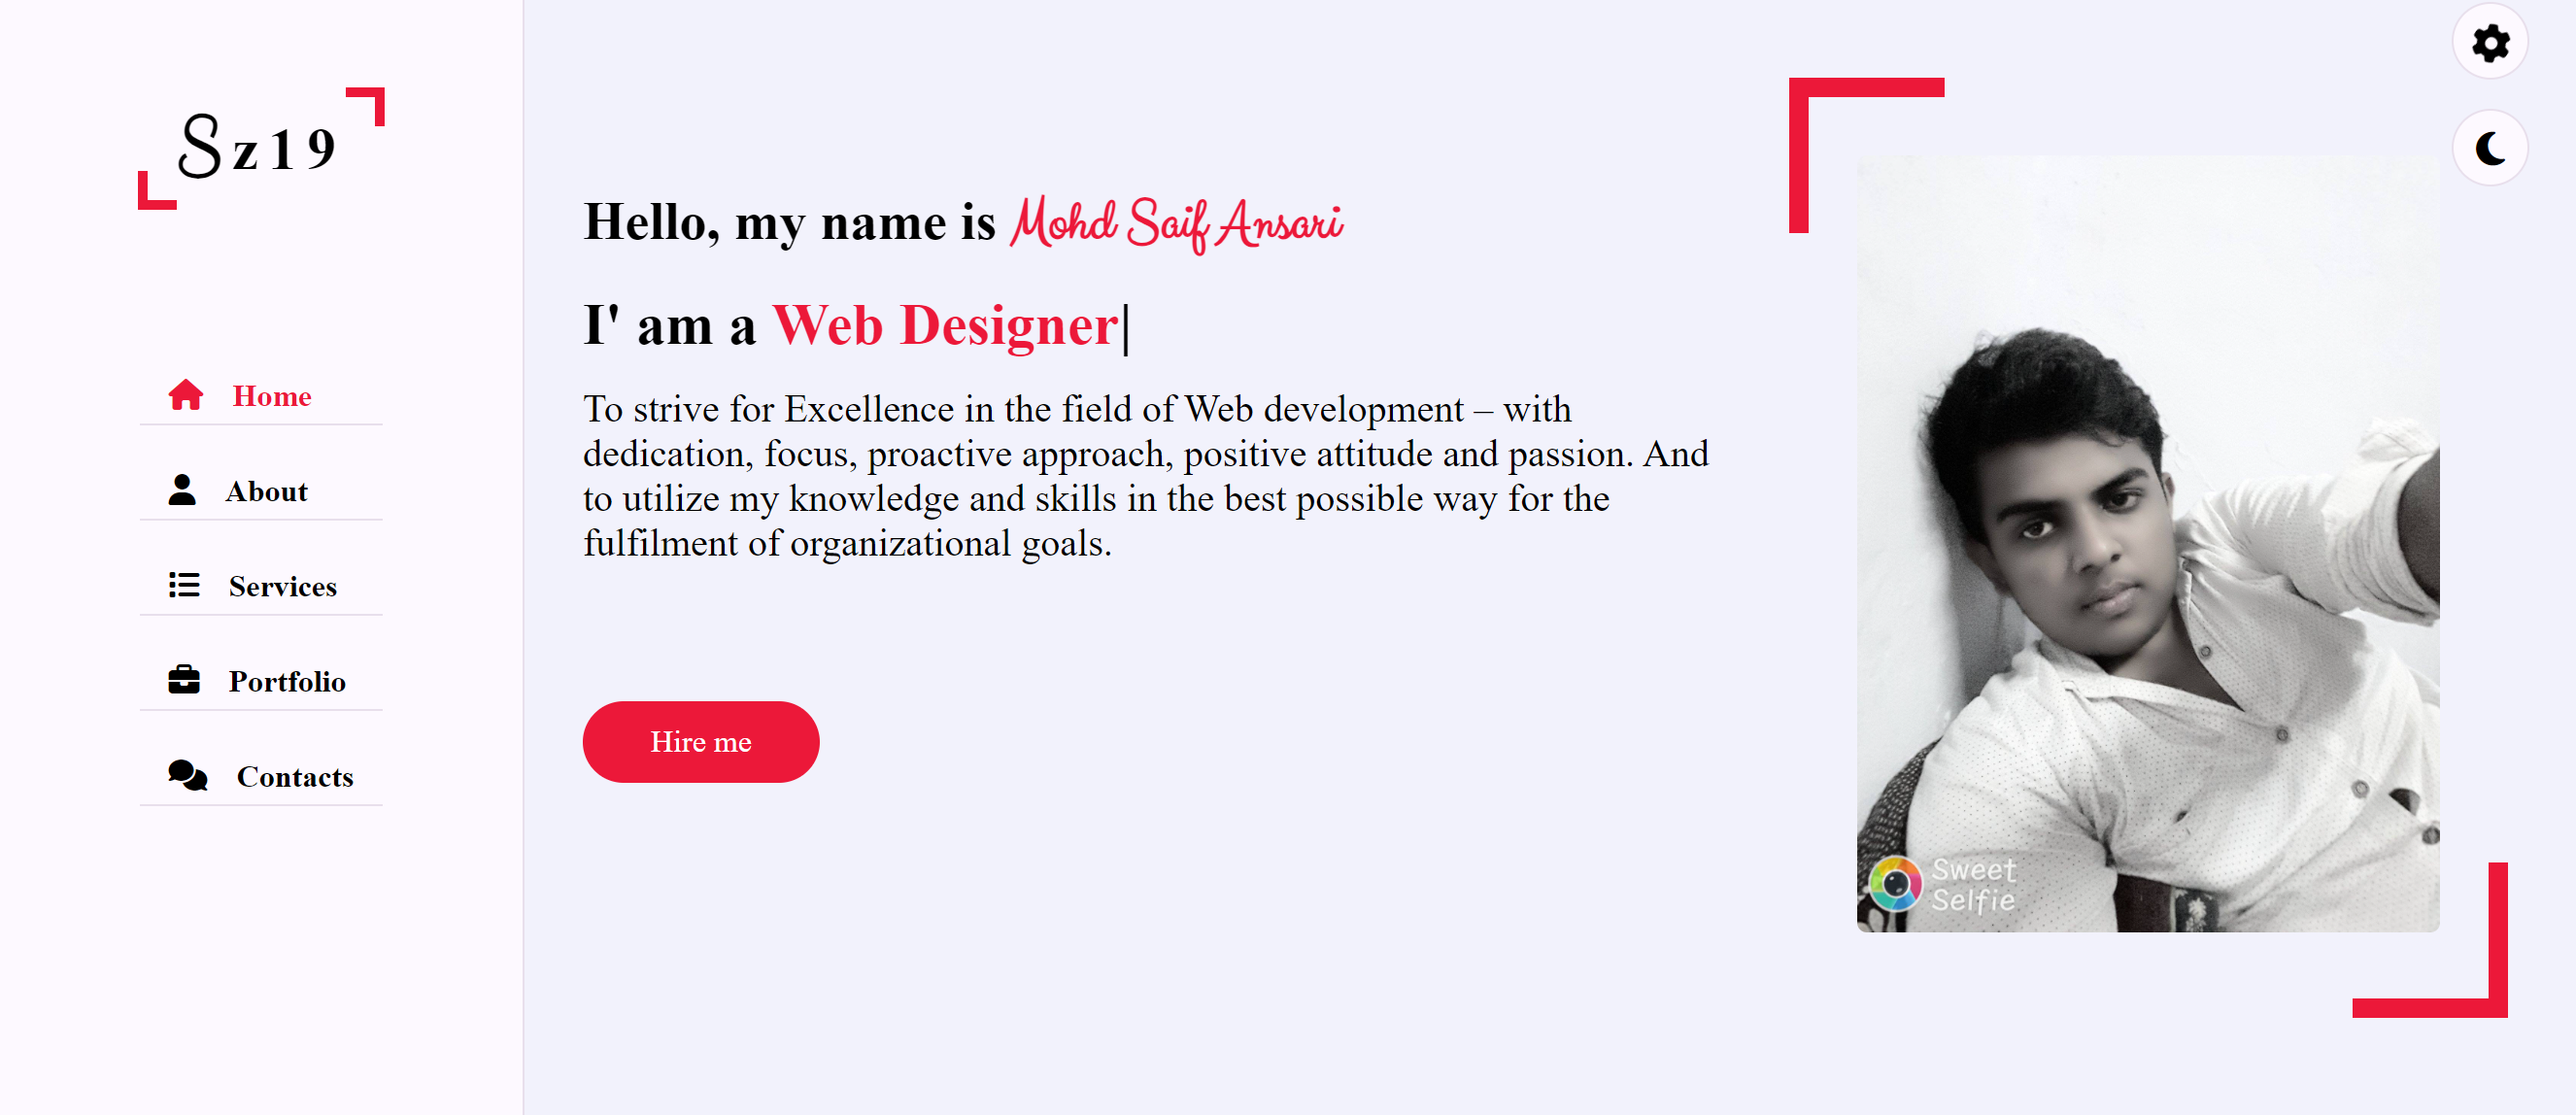 Sz19
Home
About
Services
Portfolio
Contacts
Hello, my name is Mohd Saif Ansari
I' am a Web Designer|
To strive for Excellence in the field of Web development – with
dedication, focus, proactive approach, positive attitude and passion. And
to utilize my knowledge and skills in the best possible way for the
fulfilment of organizational goals.
Hire me
Sweet
Selfie